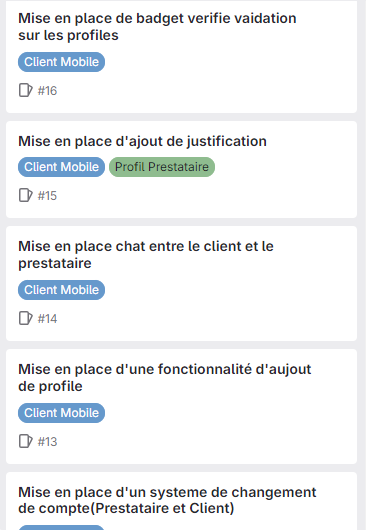 Mise en place de badget verifie vaidation
sur les profiles
Client Mobile
#16
Mise en place d'ajout de justification
Client Mobile Profil Prestataire
#15
Mise en place chat entre le client et le
prestataire
Client Mobile
#14
Mise en place d'une fonctionnalité d'aujout
de profile
Client Mobile
#13
Mise en place d'un systeme de changement
de compte(Prestataire et Client)